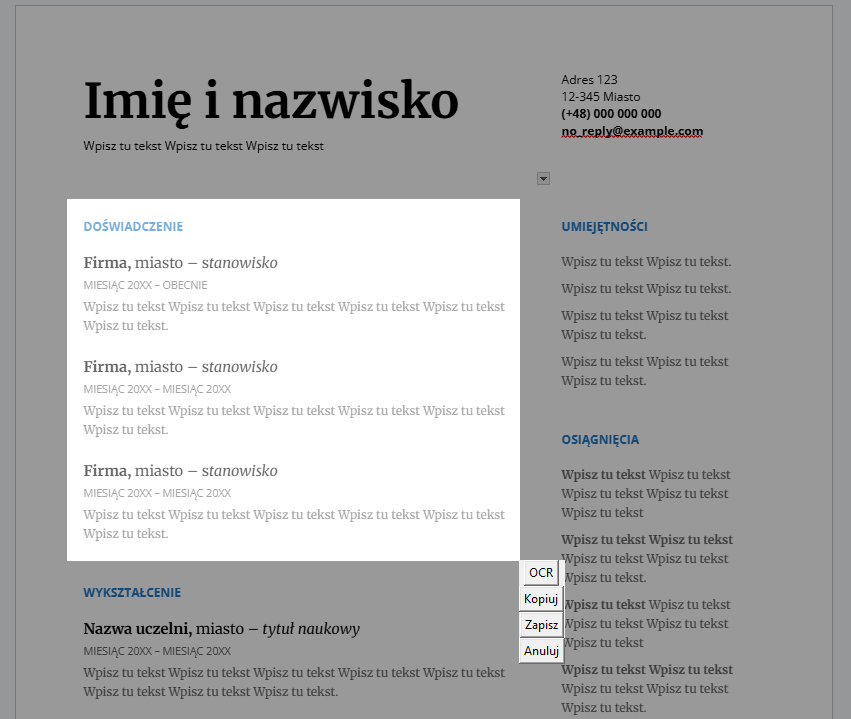 Imię i nazwisko
Wpisz tu tekst Wpisz tu tekst Wpisz tu tekst
Adres 123
12-345 Miasto
(+48) 000 000 000
no_reply@example.com
DOŚWIADCZENIE
Firma, miasto – stanowisko
MIESIĄC 20XX – OBECNIE
Wpisz tu tekst Wpisz tu tekst Wpisz tu tekst Wpisz tu tekst Wpisz tu tekst
Wpisz tu tekst.
Firma, miasto – stanowisko
MIESIĄC 20XX – MIESIĄC 20XX
Wpisz tu tekst Wpisz tu tekst Wpisz tu tekst Wpisz tu tekst Wpisz tu tekst
Wpisz tu tekst.
Firma, miasto – stanowisko
MIESIĄC 20XX – MIESIĄC 20XX
Wpisz tu tekst Wpisz tu tekst Wpisz tu tekst Wpisz tu tekst Wpisz tu tekst
Wpisz tu tekst.
WYKSZTAŁCENIE
Nazwa uczelni, miasto – tytuł naukowy
MIESIĄC 20XX – MIESIĄC 20XX
Wpisz tu tekst Wpisz tu tekst Wpisz tu tekst Wpisz tu tekst Wpisz tu tekst
Wpisz tu tekst Wpisz tu tekst Wpisz tu tekst.
UMIEJĘTNOŚCI
Wpisz tu tekst Wpisz tu tekst.
Wpisz tu tekst Wpisz tu tekst.
Wpisz tu tekst Wpisz tu tekst
Wpisz tu tekst.
Wpisz tu tekst Wpisz tu tekst
Wpisz tu tekst.
OSIĄGNIĘCIA
Wpisz tu tekst Wpisz tu tekst
Wpisz tu tekst Wpisz tu tekst
Wpisz tu tekst
Wpisz tu tekst Wpisz tu tekst
Wpisz tu tekst Wpisz tu tekst
Wpisz tu tekst.
Wpisz tu tekst Wpisz tu tekst
Wpisz tu tekst Wpisz tu tekst
Wpisz tu tekst
Wpisz tu tekst Wpisz tu tekst
Wpisz tu tekst Wpisz tu tekst
Wpisz tu tekst.
OCR
Kopiuj
Zapisz
Anuluj